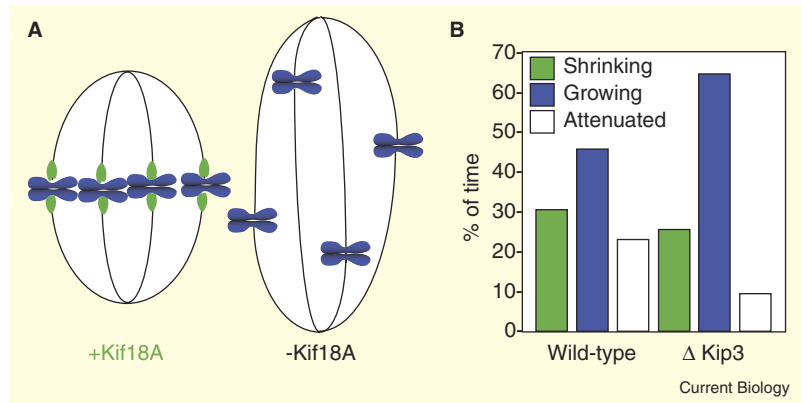 A
+Kif18A
-Kif18A
B
% of time
70
60
50
40
30
20
10
0
Shrinking
Growing
Attenuated
Wild-type
Δ Kip3
Current Biology